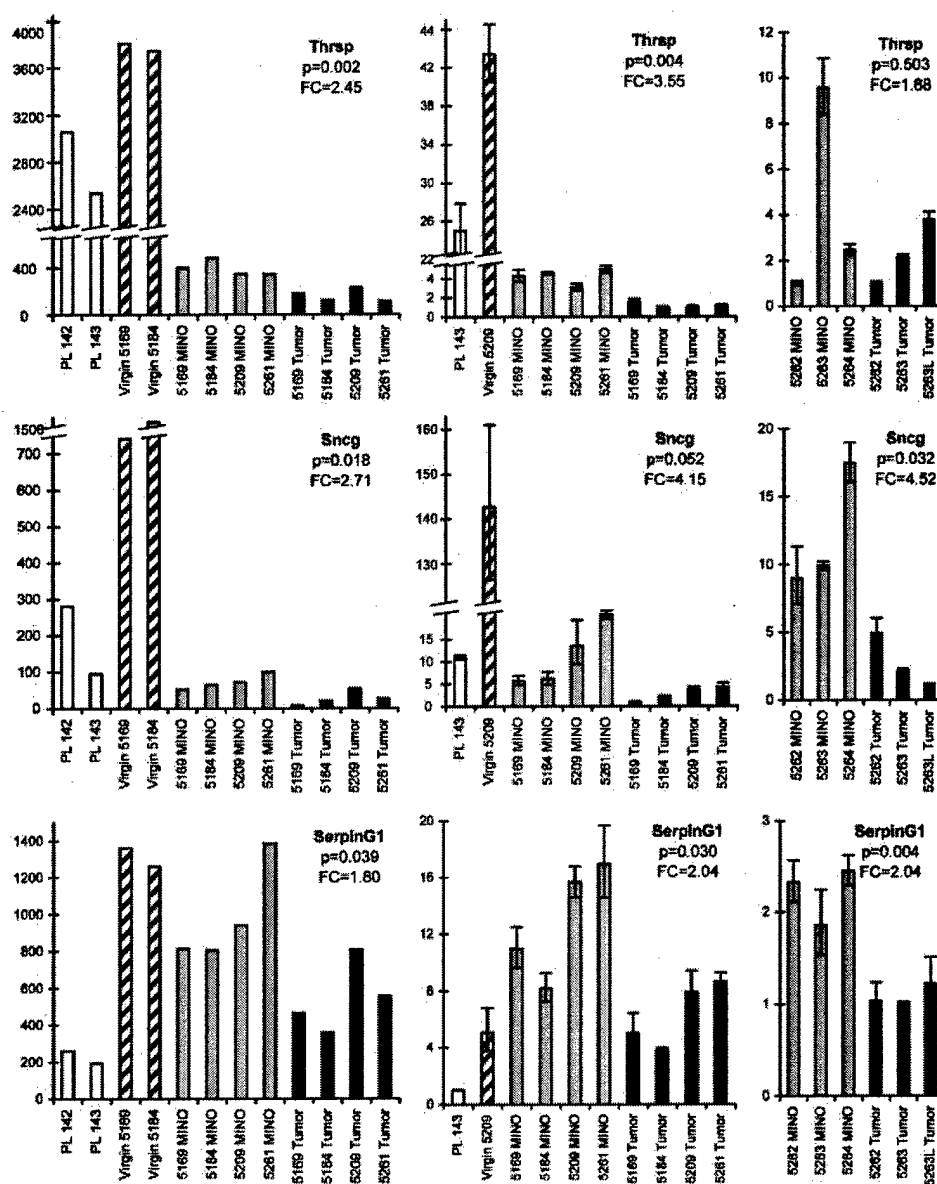 4000
3600
3200
2800
2400
400
0
Thrsp
p=0.002
FC=2.45
PL 142
PL 143
Virgin 5169
Virgin 5184
5169 MINO
5184 MINO
5209 MINO
5261 MINO
5169 Tumor
5184 Tumor
5209 Tumor
5261 Tumor
44
42
38
34
30
26
22
4
2
0
Thrsp
p=0.004
FC=3.55
PL 143
Virgin 5209
5169 MINO
5184 MINO
5209 MINO
5261 MINO
5169 Tumor
5184 Tumor
5209 Tumor
5261 Tumor
12
10
8
6
4
2
0
Thrsp
p=0.503
FC=1.88
5262 MINO
5263 MINO
5264 MINO
5262 Tumor
5263 Tumor
5263L Tumor
1500
700
600
500
400
300
200
100
0
Sncg
p=0.018
FC=2.71
PL 142
PL 143
Virgin 5169
Virgin 5184
5169 MINO
5184 MINO
5209 MINO
5261 MINO
5169 Tumor
5184 Tumor
5209 Tumor
5261 Tumor
160
150
140
130
15
10
5
0
Sncg
p=0.052
FC=4.15
PL 143
Virgin 5209
5169 MINO
5184 MINO
5209 MINO
5261 MINO
5169 Tumor
5184 Tumor
5209 Tumor
5261 Tumor
20
15
10
5
0
Sncg
p=0.032
FC=4.52
5262 MINO
5263 MINO
5264 MINO
5262 Tumor
5263 Tumor
5263L Tumor
1400
1200
1000
800
600
400
200
0
SerpinG1
p=0.039
FC=1.80
PL 142
PL 143
Virgin 5169
Virgin 5184
5169 MINO
5184 MINO
5209 MINO
5261 MINO
5169 Tumor
5184 Tumor
5209 Tumor
5261 Tumor
20
16
12
8
4
0
SerpinG1
p=0.030
FC=2.04
PL 143
Virgin 5209
5169 MINO
5184 MINO
5209 MINO
5261 MINO
5169 Tumor
5184 Tumor
5209 Tumor
5261 Tumor
3
2
1
0
SerpinG1
p=0.004
FC=2.04
5262 MINO
5263 MINO
5264 MINO
5262 Tumor
5263 Tumor
5263L Tumor